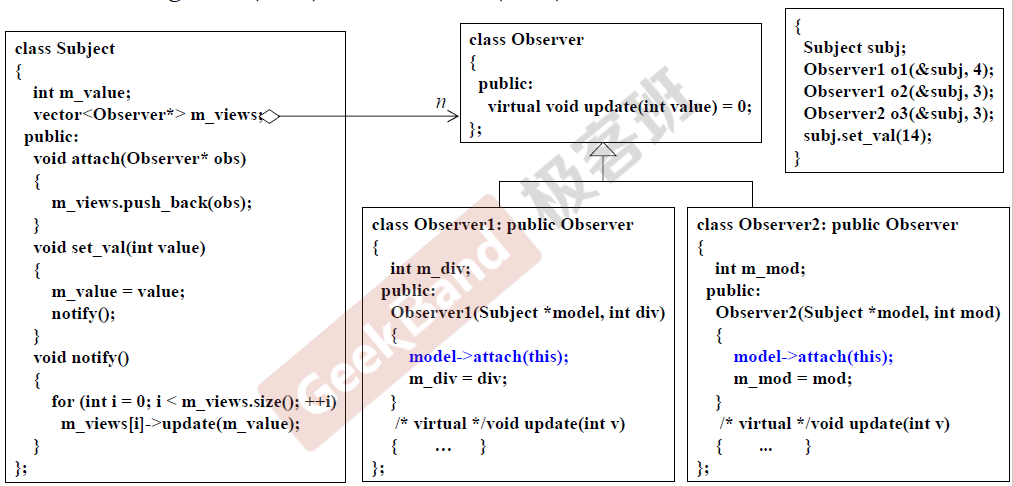 class Subject
{
int m_value;
vector<Observer*> m_views;
public:
void attach(Observer* obs)
{
m_views.push_back(obs);
}
void set_val(int value)
{
m_value = value;
notify();
}
void notify()
{
for (int i = 0; i < m_views.size(); ++i)
m_views[i]->update(m_value);
}
};
n
class Observer
{
public:
virtual void update(int value) = 0;
};
{
Subject subj;
Observer1 o1(&subj, 4);
Observer1 o2(&subj, 3);
Observer2 o3(&subj, 3);
subj.set_val(14);
}
class Observer1: public Observer
{
int m_div;
public:
Observer1(Subject *model, int div)
{
model->attach(this);
m_div = div;
}
/* virtual */void update(int v)
{ ... }
};
class Observer2: public Observer
{
int m_mod;
public:
Observer2(Subject *model, int mod)
{
model->attach(this);
m_mod = mod;
}
/* virtual */void update(int v)
{ ... }
};
GeekBand
极客班